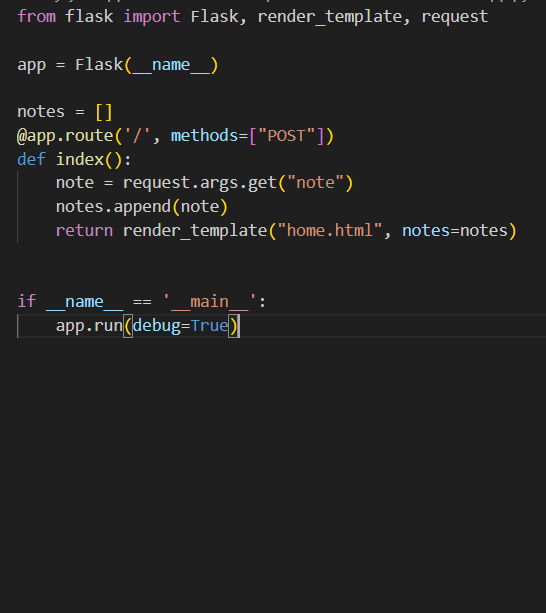 from flask import Flask, render_template, request
app = Flask(__name__)
notes = []
@app.route('/', methods=["POST"])
def index():
    note = request.args.get("note")
    notes.append(note)
    return render_template("home.html", notes=notes)
if __name__ == '__main__':
    app.run(debug=True)